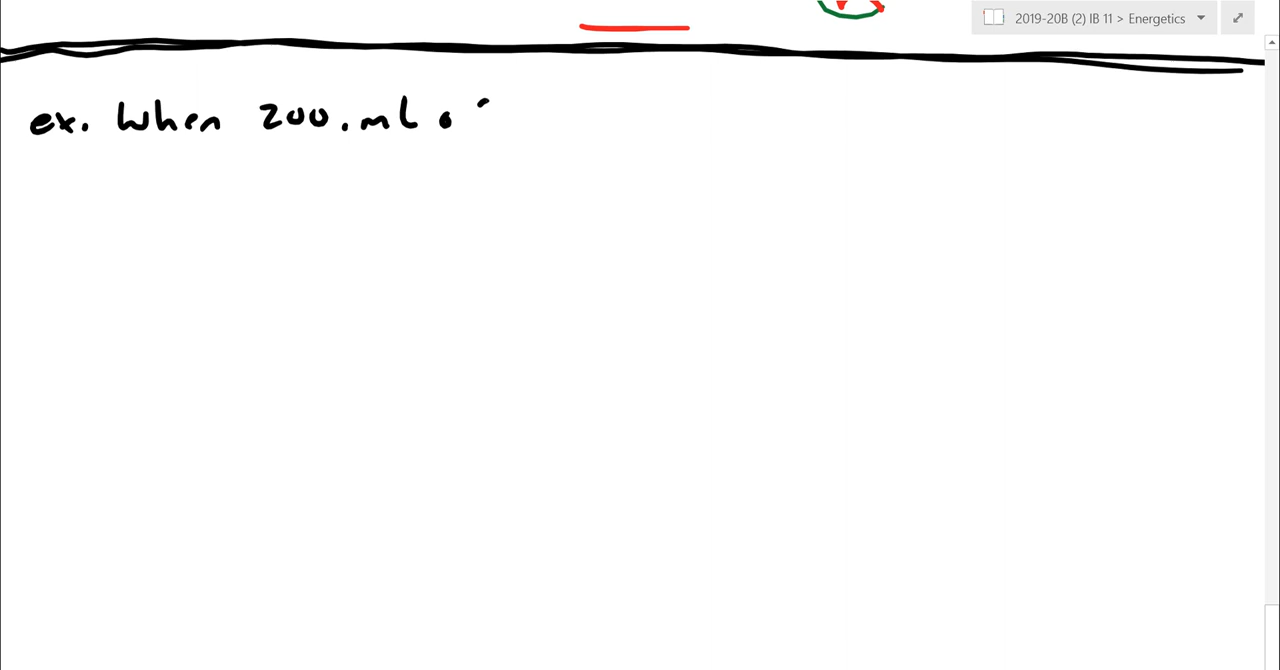 2019-20B (2) IB 11 > Energetics
ex. When 200. mL